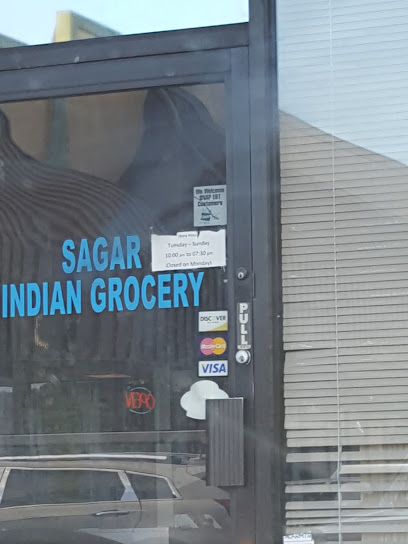 We Welcome
SNAP EBT
Customers
Tuesday - Sunday
10:00 am to 07:30 pm
Closed on Mondays
SAGAR
INDIAN GROCERY
PULL
DISCOVER
MasterCard
VISA
OPEN